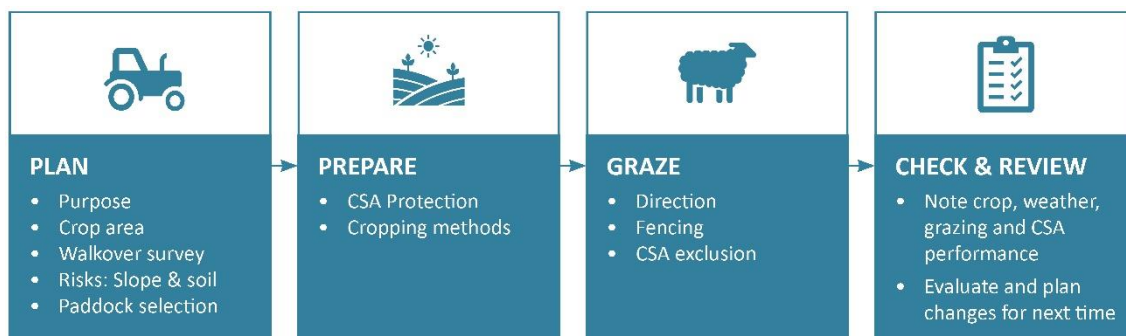 PLAN
• Purpose
• Crop area
• Walkover survey
• Risks: Slope & soil
• Paddock selection
PREPARE
• CSA Protection
• Cropping methods
GRAZE
• Direction
• Fencing
• CSA exclusion
CHECK & REVIEW
• Note crop, weather,
grazing and CSA
performance
• Evaluate and plan
changes for next time